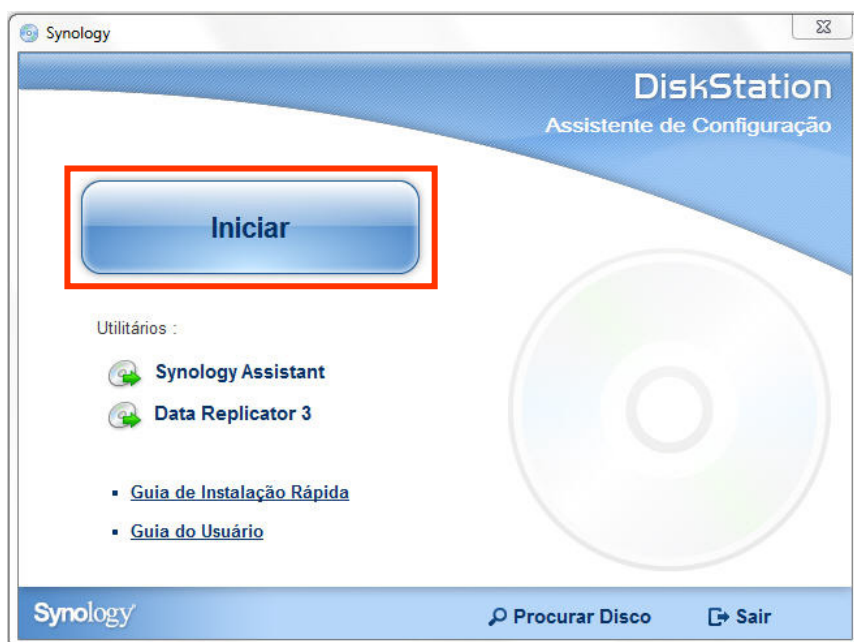 Synology
DiskStation
Assistente de Configuração
Iniciar
Utilitários :
Synology Assistant
Data Replicator 3
Guia de Instalação Rápida
Guia do Usuário
Synology
Procurar Disco
Sair